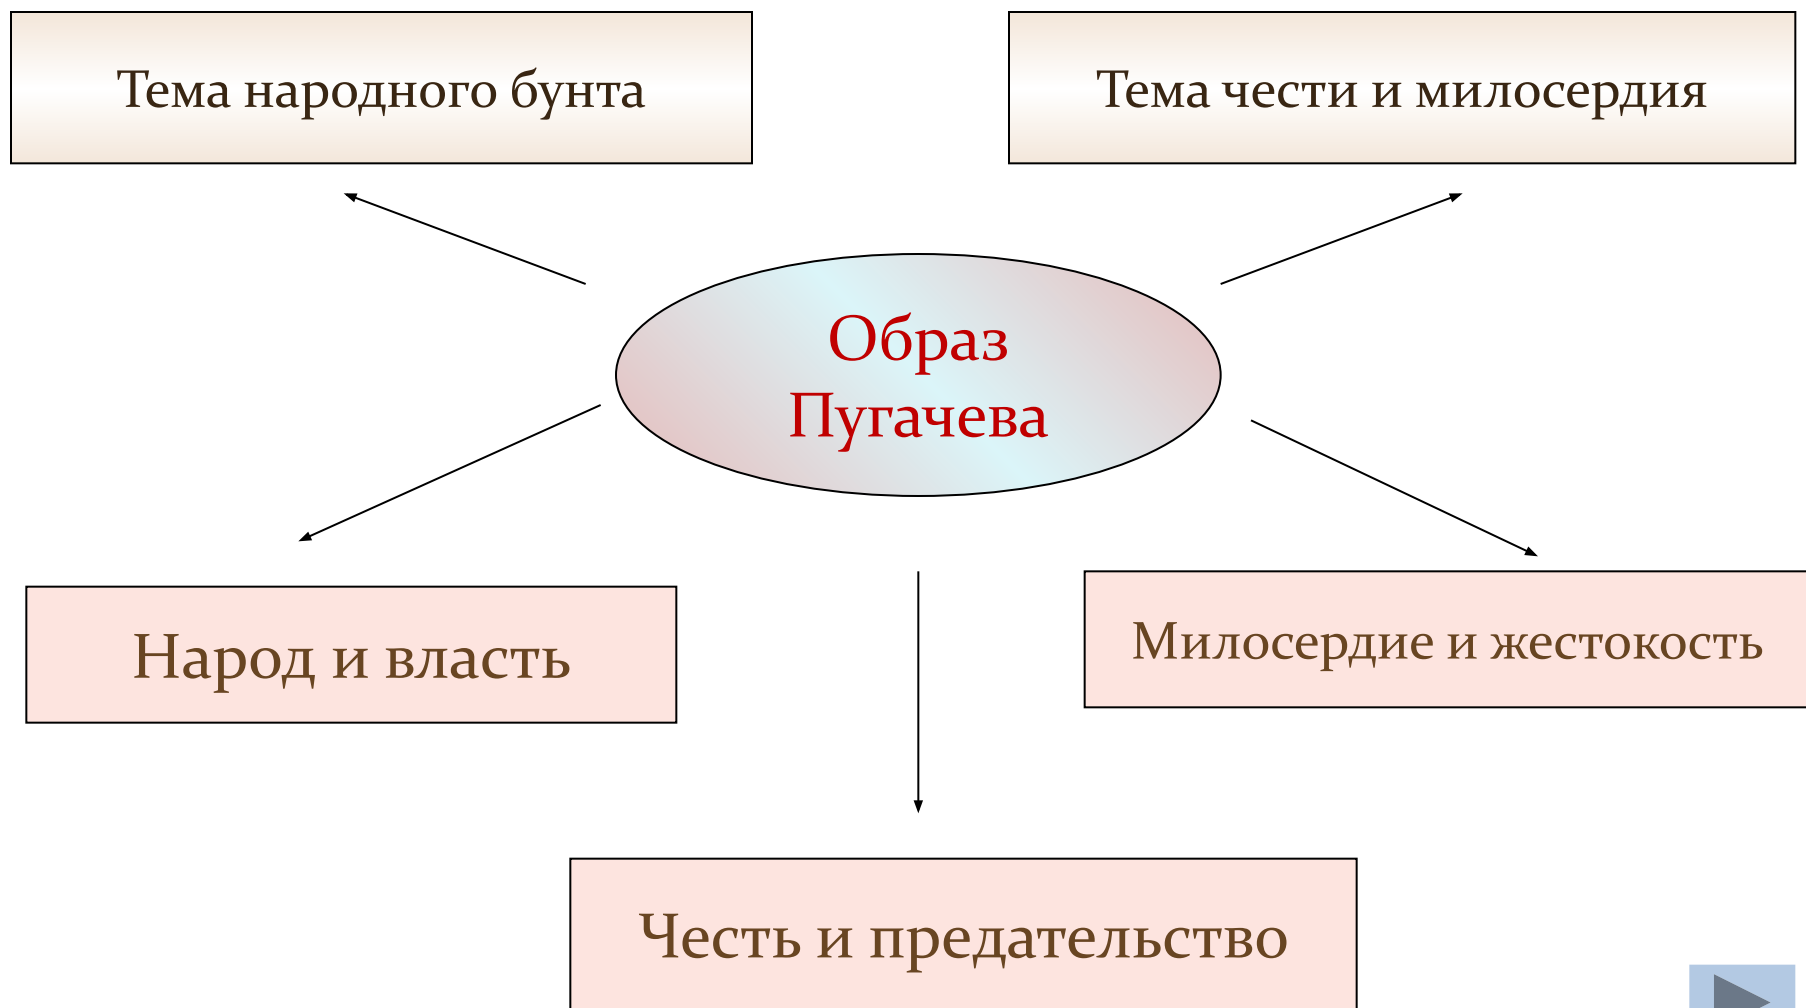 Тема народного бунта
Тема чести и милосердия
Образ
Пугачева
Народ и власть
Милосердие и жестокость
Честь и предательство